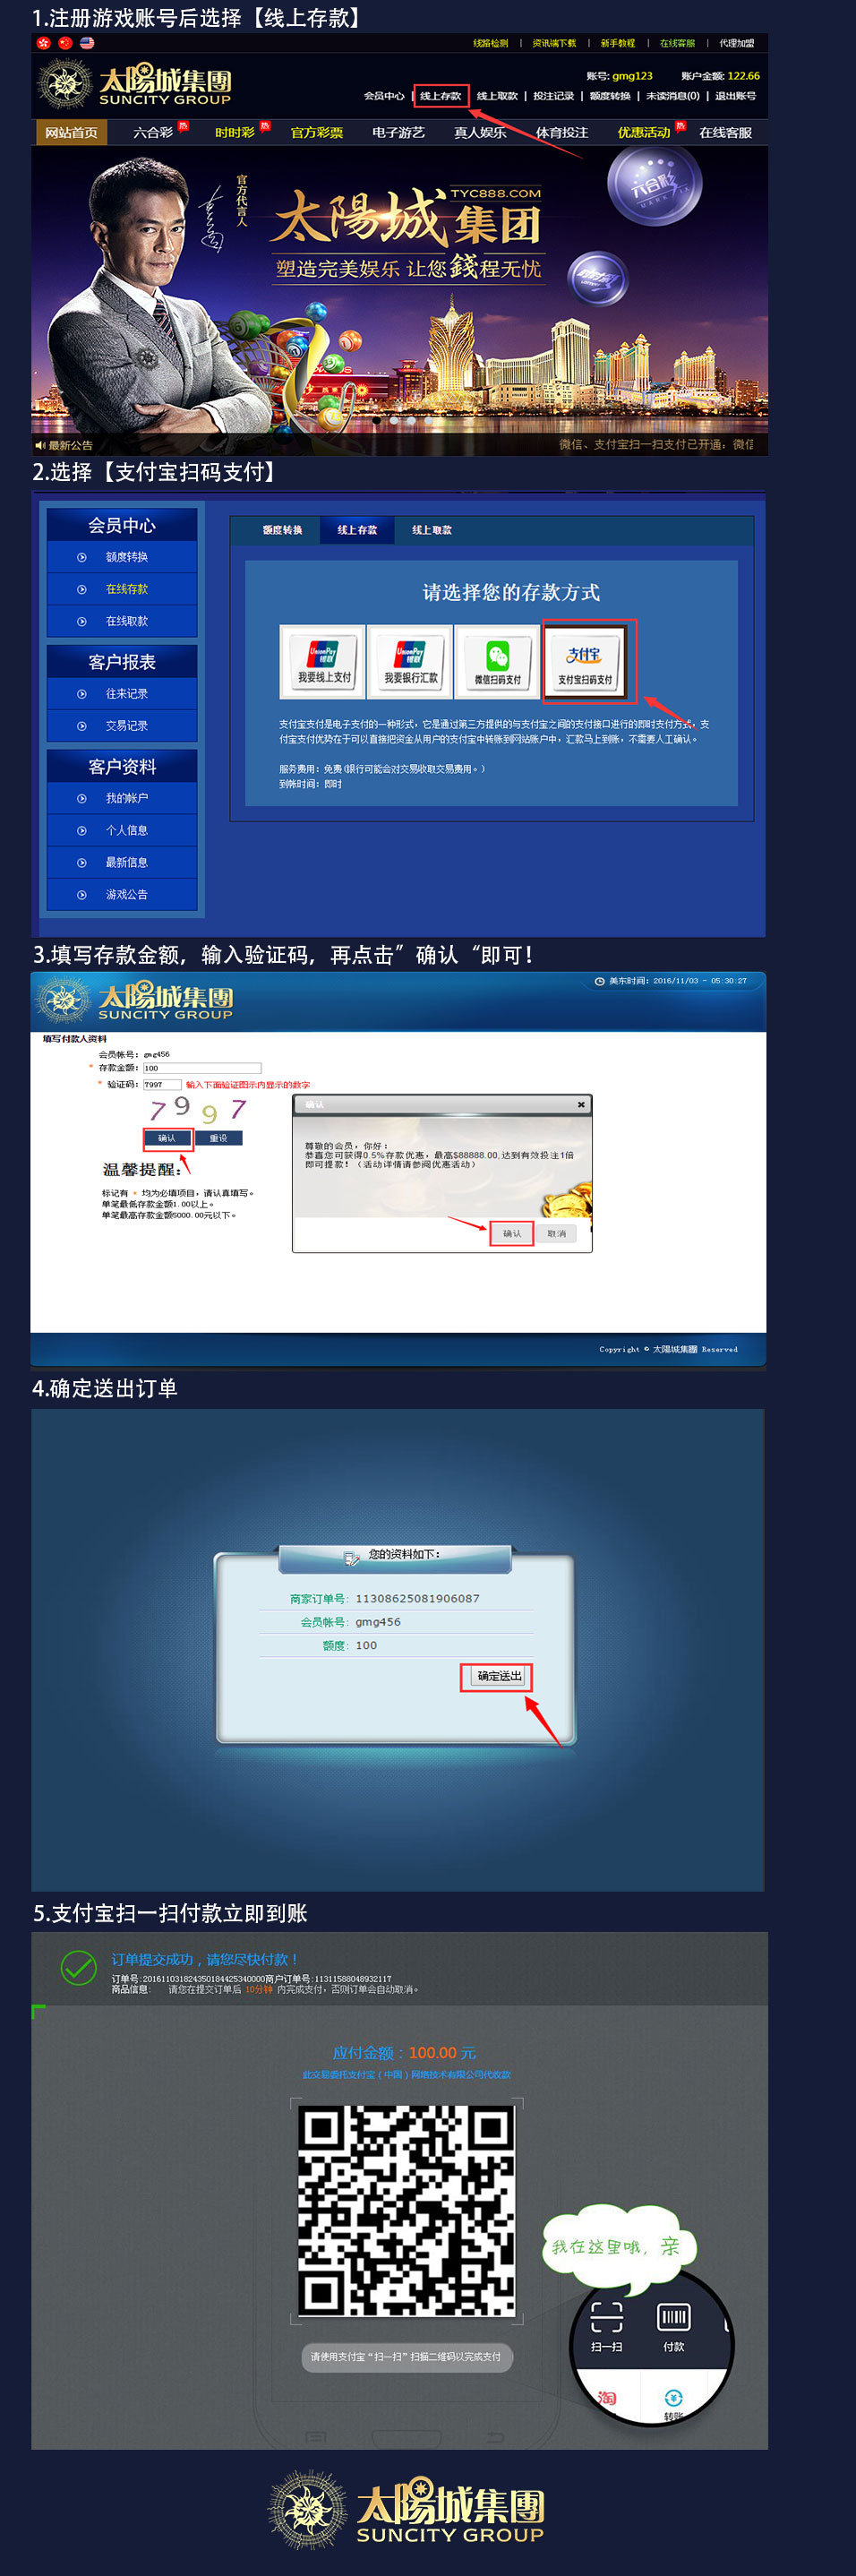 1.注册游戏账号后选择【线上存款】
线路检测 | 资讯端下载 | 新手教程 | 在线客服 | 代理加盟
太陽城集團
SUNCITY GROUP
账号: gmg123 账户金额: 122.66
会员中心 | 线上存款 线上取款 | 投注记录 | 额度转换 | 未读消息(0) | 退出账号
网站首页 六合彩 热 时时彩 热 官方彩票 电子游艺 真人娱乐 体育投注 优惠活动 热 在线客服
官方代言人
TYC888.COM
太陽城集团
塑造完美娱乐 让您錢程无忧
六合彩
最新公告
微信、支付宝扫一扫支付已开通：微信
2.选择【支付宝扫码支付】
会员中心
额度转换
在线存款
在线取款
客户报表
往来记录
交易记录
客户资料
我的帐户
个人信息
最新信息
游戏公告
额度转换 线上存款 线上取款
请选择您的存款方式
UnionPay 银联
我要线上支付
UnionPay 银联
我要银行汇款
微信扫码支付
支付宝
支付宝扫码支付
支付宝支付是电子支付的一种形式，它是通过第三方提供的与支付宝之间的支付接口进行的即时支付方式，支
付宝支付优势在于可以直接把资金从用户的支付宝中转账到网站账户中，汇款马上到账，不需要人工确认。
服务费用：免费(银行可能会对交易收取交易费用。)
到帐时间：即时
3.填写存款金额，输入验证码，再点击”确认“即可！
太陽城集團
SUNCITY GROUP
美东时间：2016/11/03 - 05:30:27
填写付款人资料
会员帐号：gmg456
* 存款金额：100
* 验证码：7997 输入下面验证图示内显示的数字
7997
确认 重设
温馨提醒：
标记有 * 均为必填项目，请认真填写。
单笔最低存款金额1.00以上。
单笔最高存款金额5000.00元以下。
确认
尊敬的会员，你好：
恭喜您可获得0.5%存款优惠，最高$88888.00,达到有效投注1倍
即可提款！（活动详情请参阅优惠活动）
确认 取消
Copyright © 太陽城集團 Reserved
4.确定送出订单
您的资料如下：
商家订单号: 11308625081906087
会员帐号: gmg456
额度: 100
确定送出
5.支付宝扫一扫付款立即到账
订单提交成功，请您尽快付款！
订单号:20161103182435018442534​0000商户订单号:11311588048932117
商品信息: 请您在提交订单后 10分钟 内完成支付，否则订单会自动取消。
应付金额：100.00 元
此交易委托支付宝（中国）网络技术有限公司代收款
我在这里哦，亲
扫一扫 付款
淘
转账
请使用支付宝“扫一扫”扫描二维码以完成支付
太陽城集團
SUNCITY GROUP